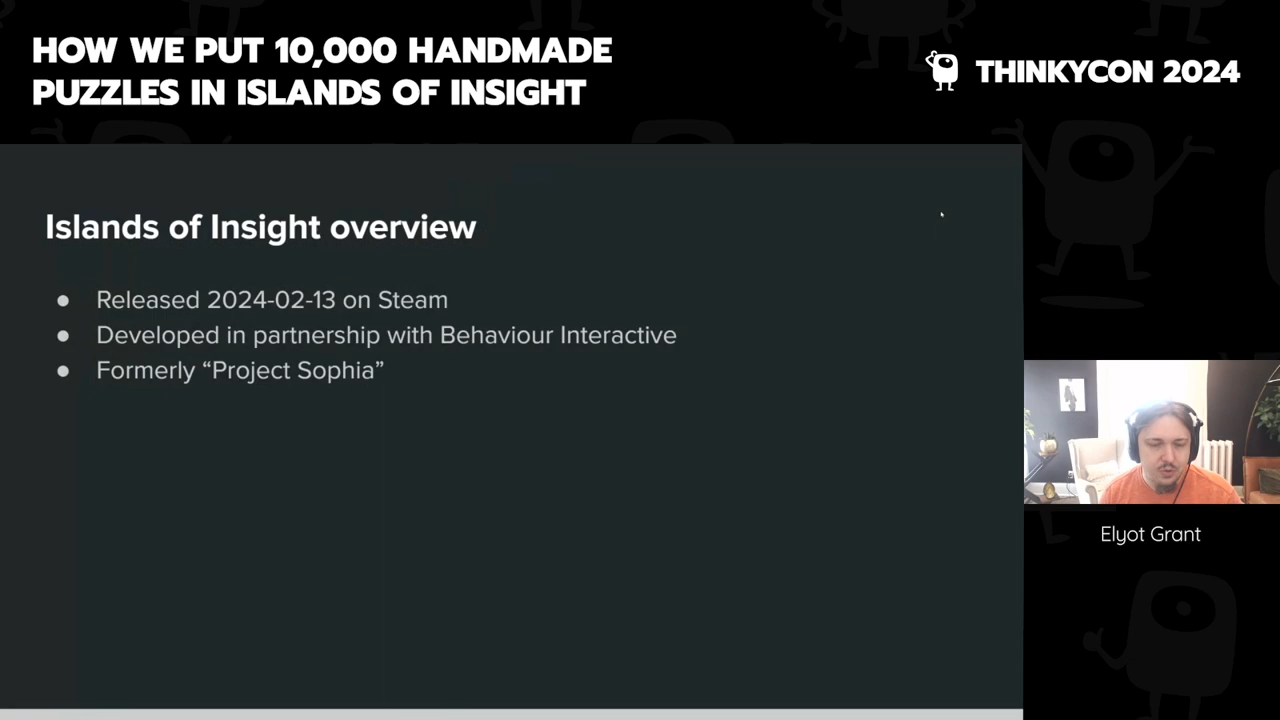 HOW WE PUT 10,000 HANDMADE
PUZZLES IN ISLANDS OF INSIGHT
THINKYCON 2024
Islands of Insight overview
● Released 2024-02-13 on Steam
● Developed in partnership with Behaviour Interactive
● Formerly “Project Sophia”
Elyot Grant